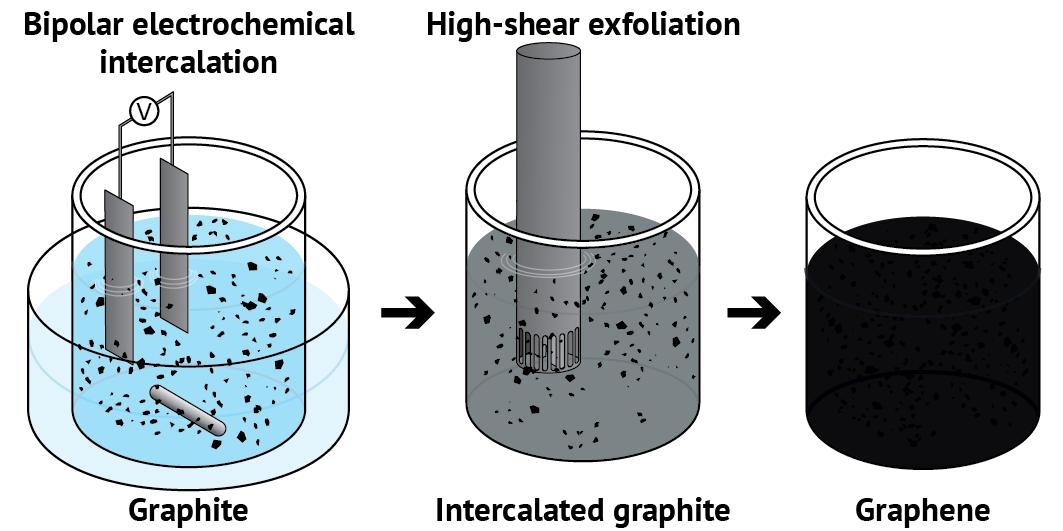 Bipolar electrochemical
intercalation
High-shear exfoliation
V
Graphite
Intercalated graphite
Graphene